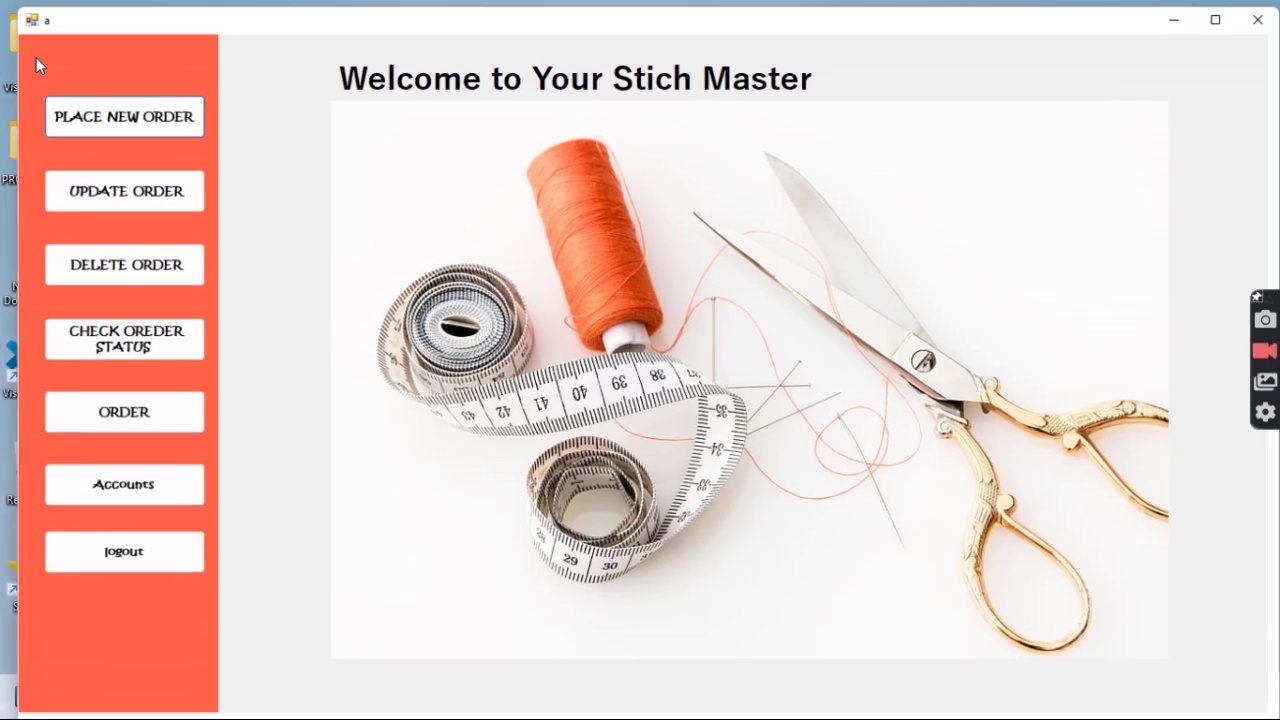 a
Welcome to Your Stich Master
PLACE NEW ORDER
UPDATE ORDER
DELETE ORDER
CHECK OREDER
STATUS
ORDER
Accounts
logout
43
42
41
40
39
38
37
35
34
33
29
30